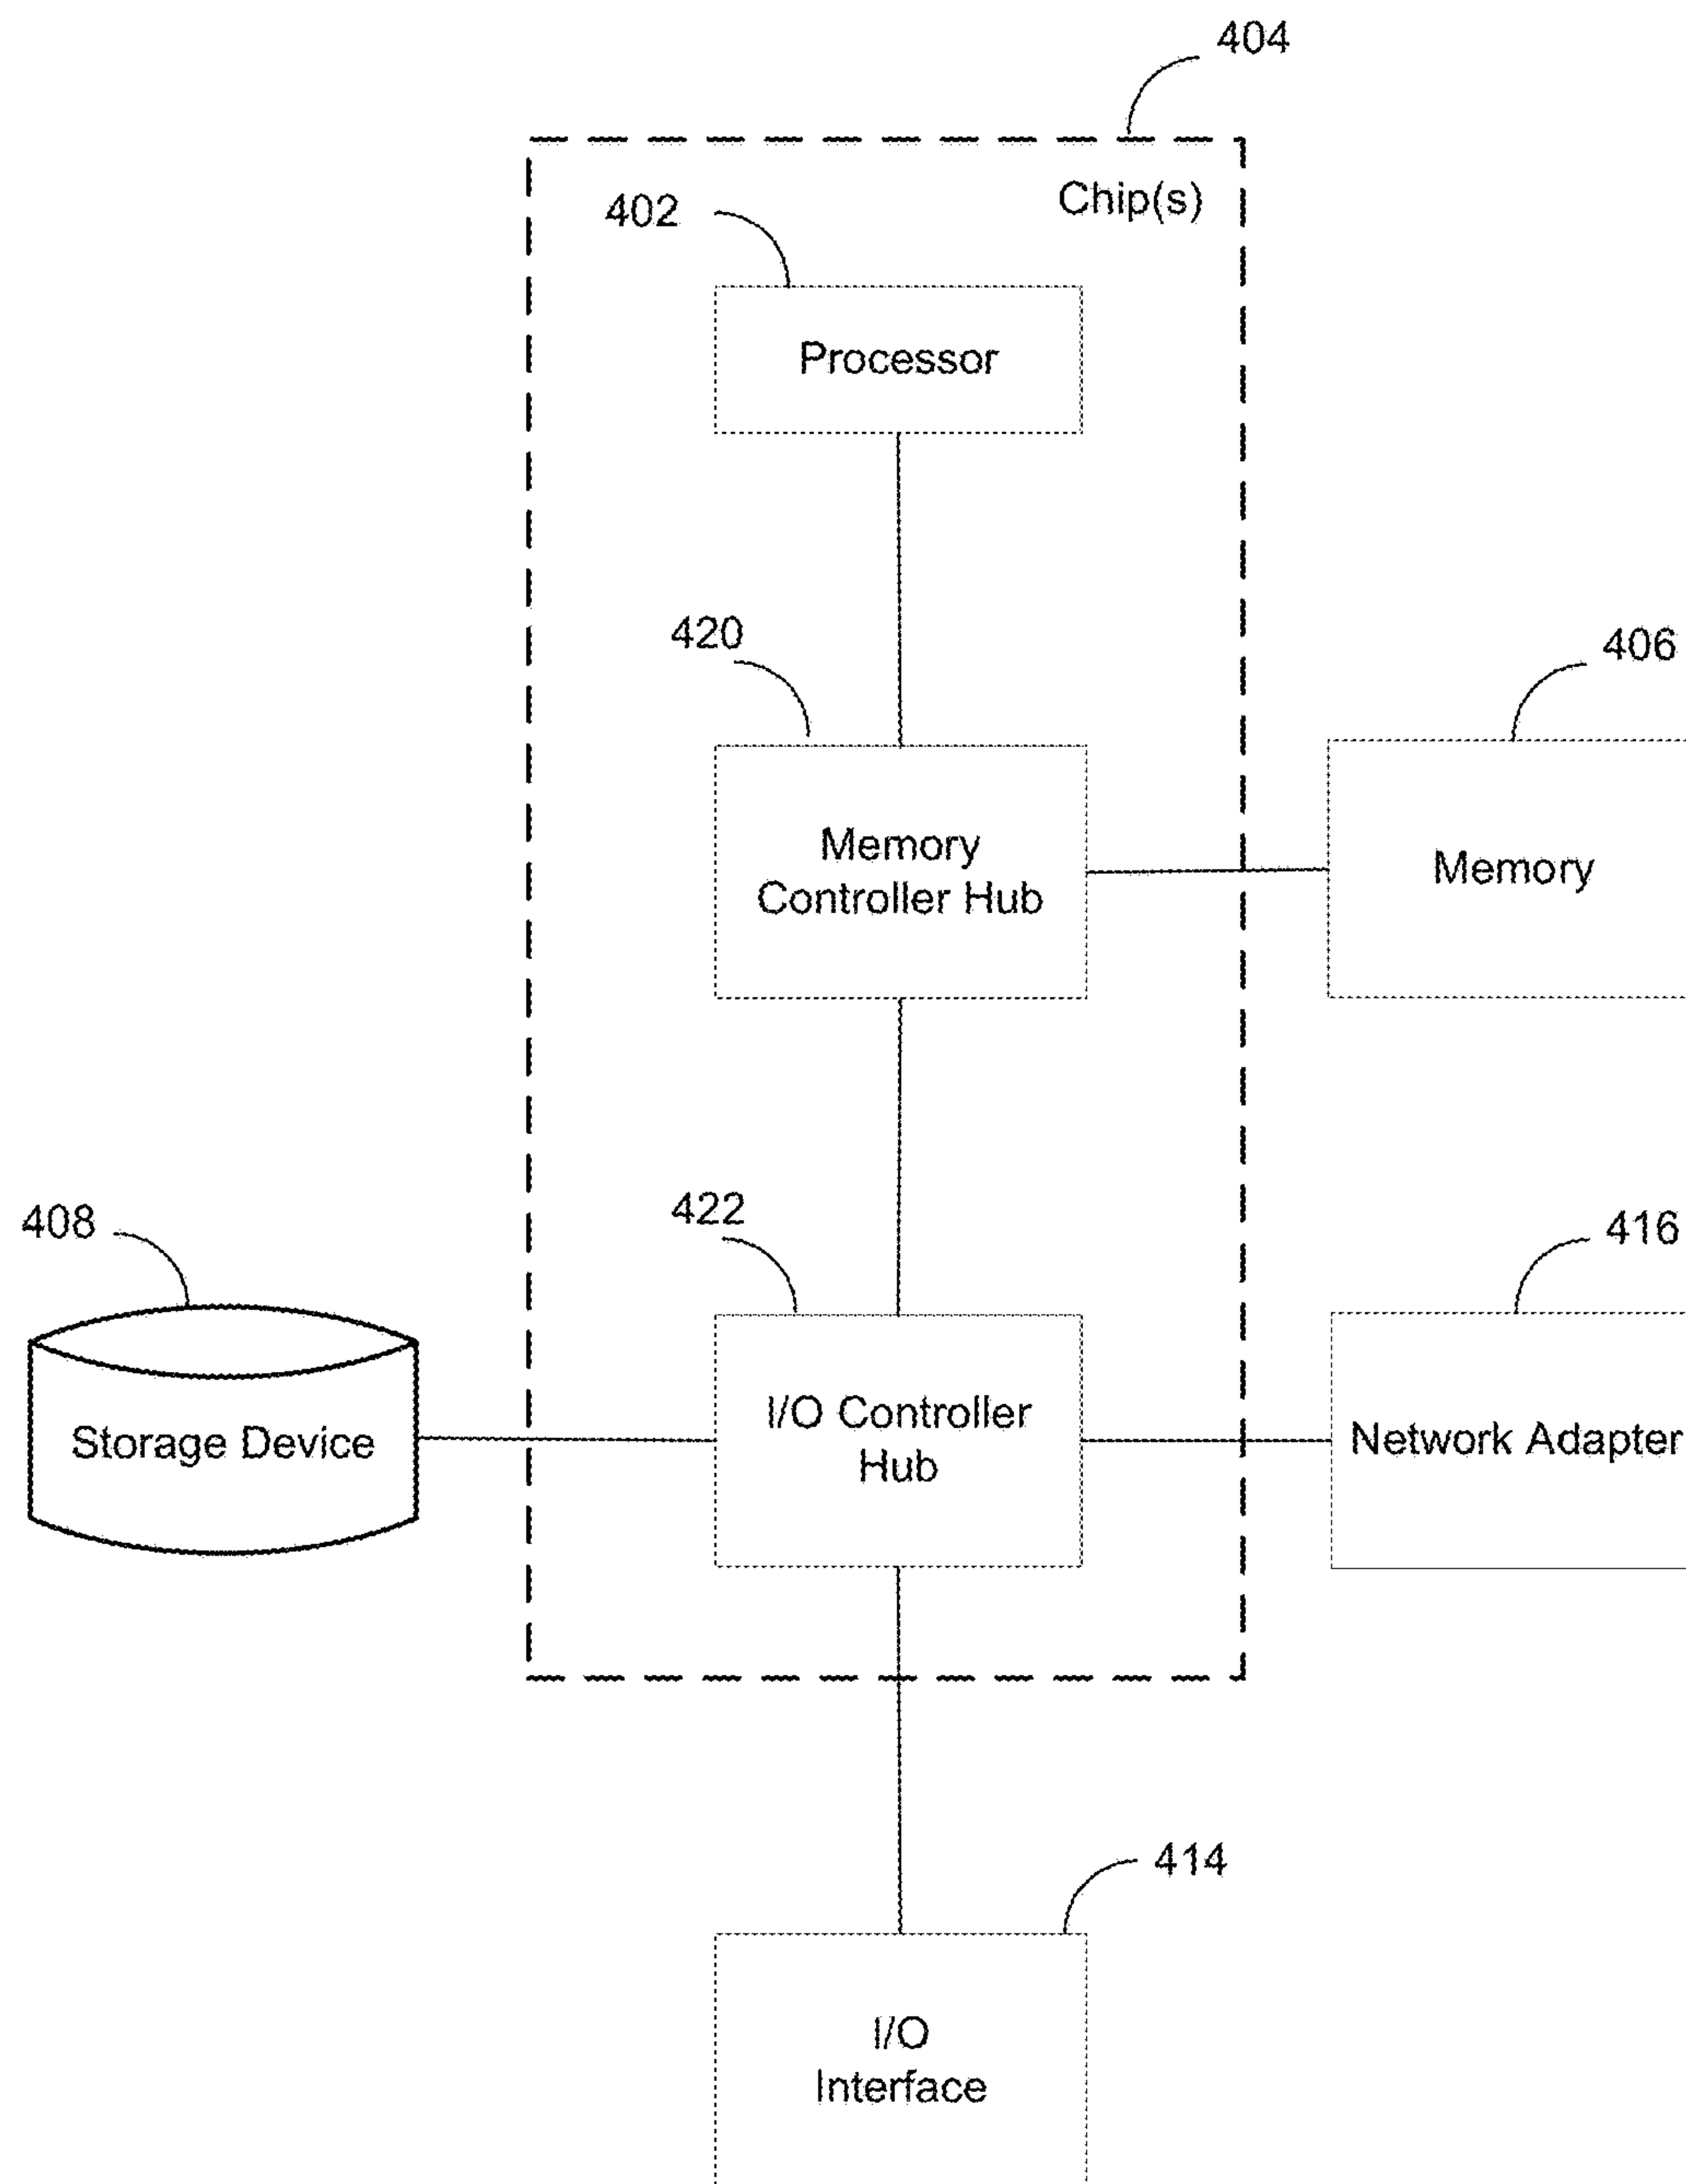 404
Chip(s)
402
Processor
420
406
Memory
Controller Hub
Memory
408
422
416
Storage Device
I/O Controller
Hub
Network Adapter
414
I/O
Interface